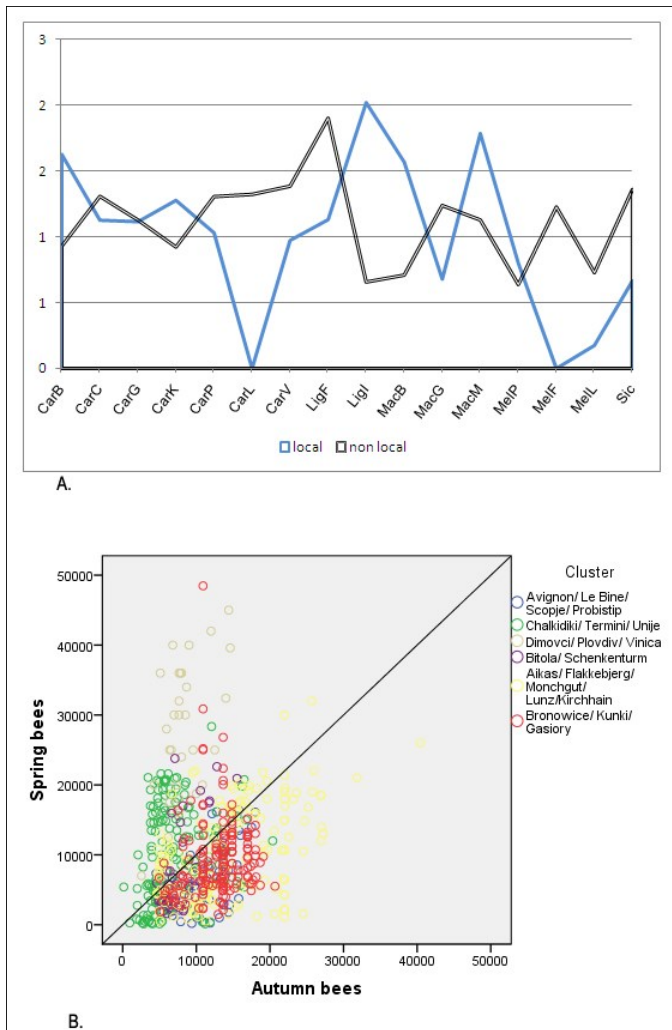 3
2
2
1
1
0
CarB CarC CarG CarK CarP CarL CarV LigF LigI MacB MacG MacM MelP MelF MelL Sic
local non local
A.
Cluster
Avignon/ Le Bine/
Scopje/ Probistip
Chalkidiki/ Termini/ Unije
Dimovci/ Plovdiv/ Vinica
Bitola/ Schenkenturm
Aikas/ Flakkebjerg/
Monchgut/
Lunz/Kirchhain
Bronowice/ Kunki/
Gasiory
Spring bees
50000
40000
30000
20000
10000
0
0 10000 20000 30000 40000 50000
Autumn bees
B.